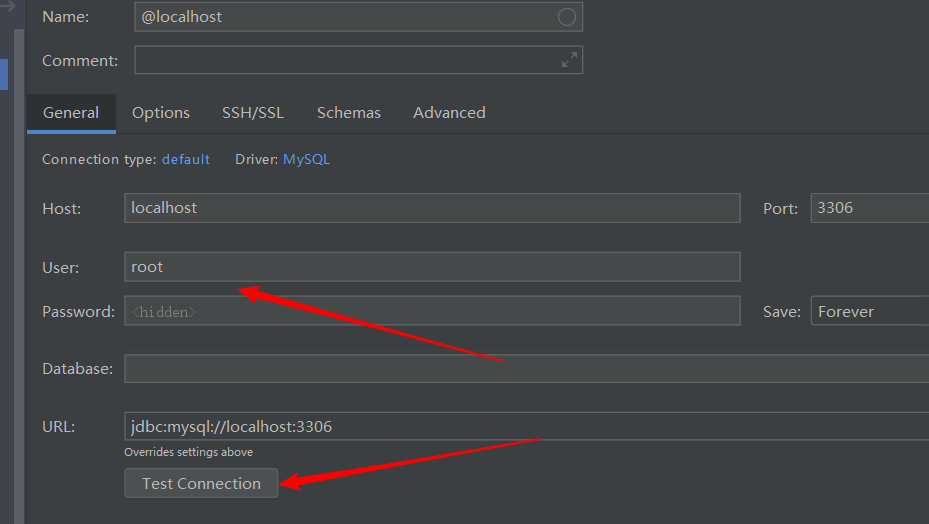 Name: @localhost
Comment:
General Options SSH/SSL Schemas Advanced
Connection type: default Driver: MySQL
Host: localhost Port: 3306
User: root
Password: <hidden> Save: Forever
Database:
URL: jdbc:mysql://localhost:3306
Overrides settings above
Test Connection